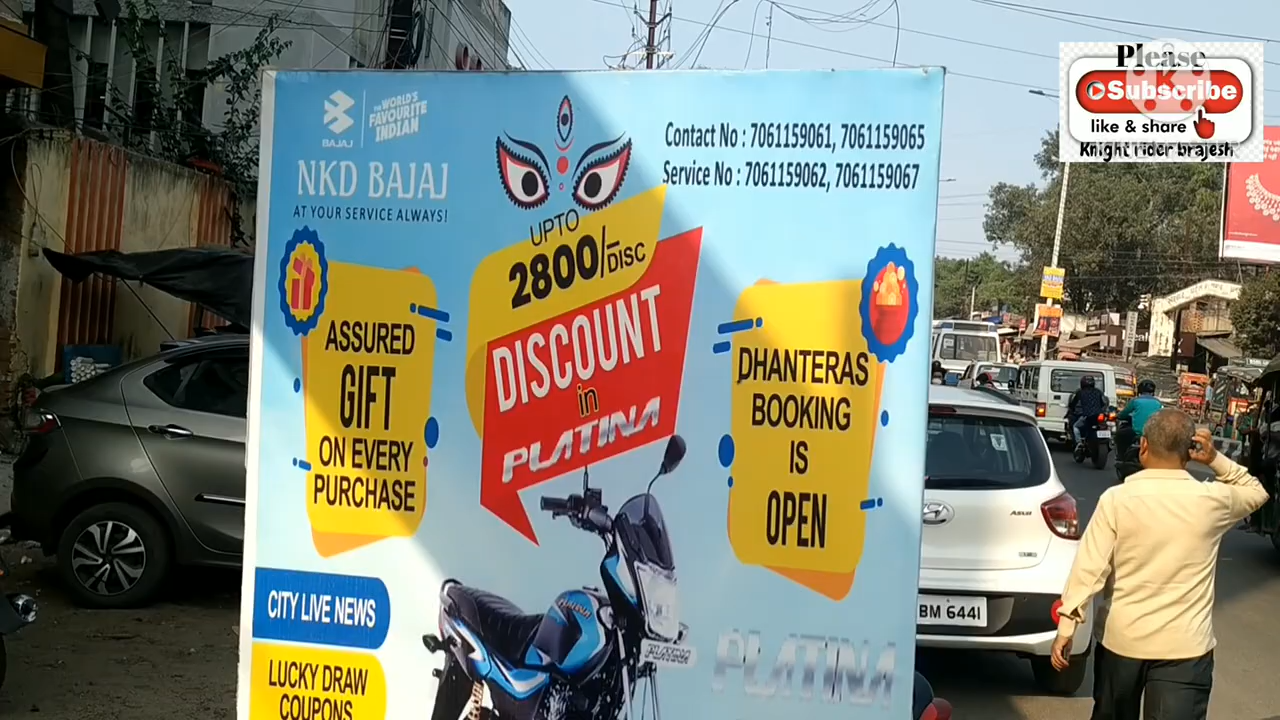 BAJAJ
THE WORLD'S
FAVOURITE
INDIAN
NKD BAJAJ
AT YOUR SERVICE ALWAYS!
Contact No : 7061159061, 7061159065
Service No : 7061159062, 7061159067
UPTO
2800/- DISC
DISCOUNT
in
PLATINA
ASSURED
GIFT
ON EVERY
PURCHASE
DHANTERAS
BOOKING
IS
OPEN
CITY LIVE NEWS
LUCKY DRAW
COUPONS
PLATINA
PLATINA
BM 6441
Please
Subscribe
like & share
Knight rider brajesh